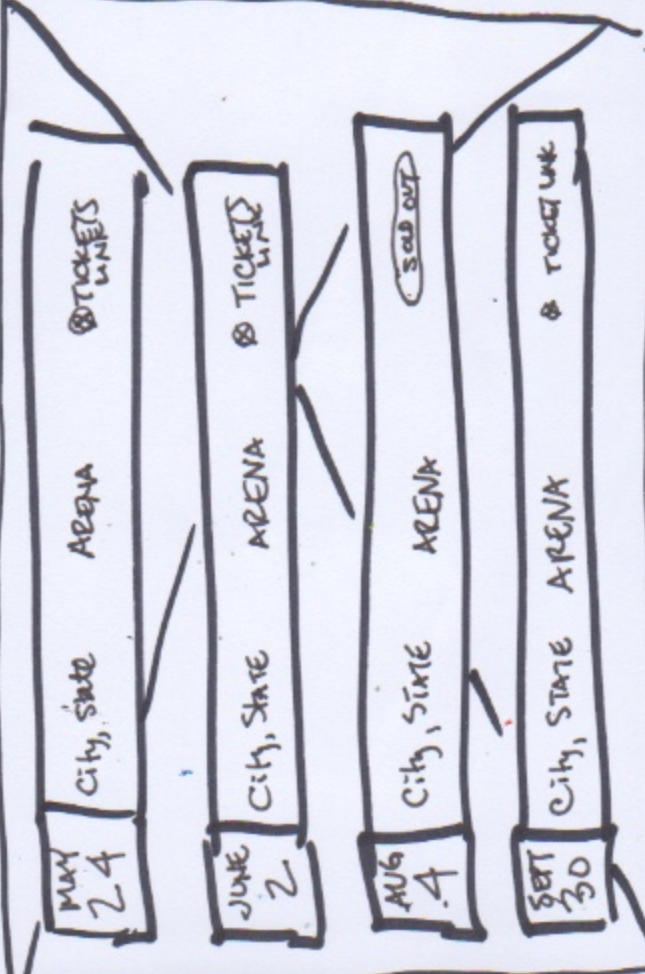 MAY
24
City, State
ARENA
⊗ TICKETS
LINK
JUNE
2
City, STATE
ARENA
⊗ TICKETS
LINK
AUG
4
City, STATE
ARENA
SOLD OUT
SEPT
30
City, STATE
ARENA
⊗ TICKET LINK